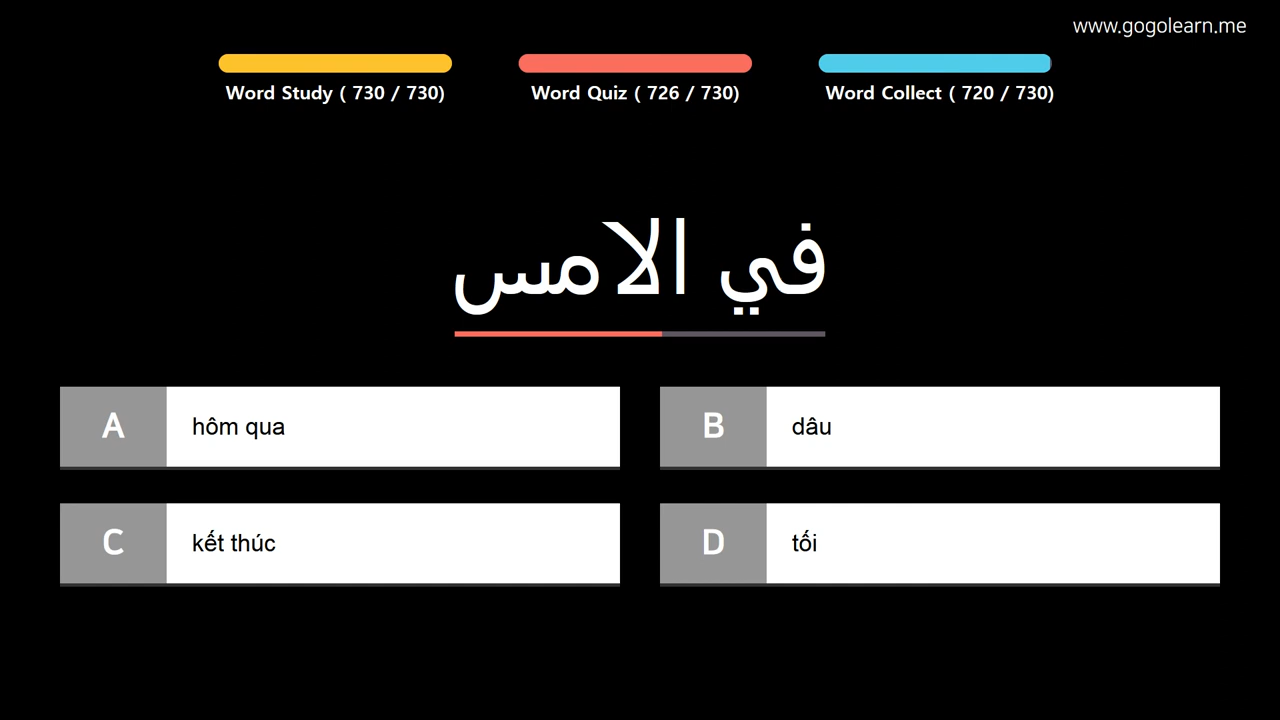 www.gogolearn.me
Word Study ( 730 / 730)
Word Quiz ( 726 / 730)
Word Collect ( 720 / 730)
في الامس
A
hôm qua
B
dâu
C
kết thúc
D
tối